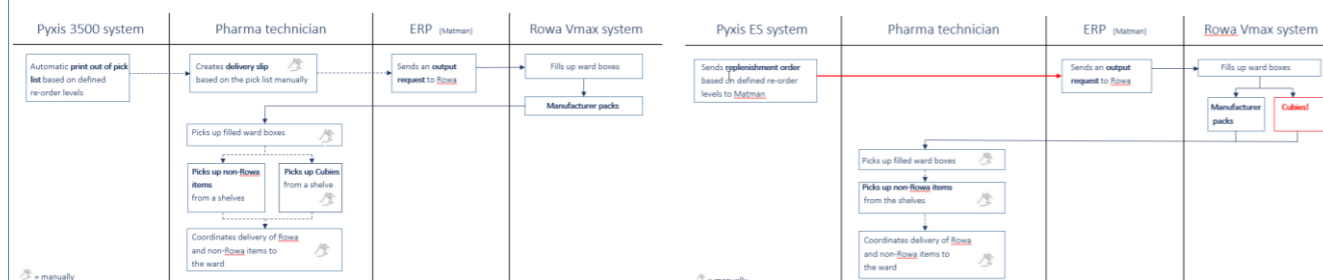 Pyxis 3500 system
Pharma technician
ERP (Matman)
Rowa Vmax system
Automatic print out of pick
list based on defined
re-order levels
Creates delivery slip
based on the pick list manually
Sends an output
request to Rowa
Fills up ward boxes
Manufacturer packs
Picks up filled ward boxes
Picks up non-Rowa
items
from a shelves
Picks up Cubies
from a shelve
Coordinates delivery of Rowa
and non-Rowa items to
the ward
= manually
Pyxis ES system
Pharma technician
ERP (Matman)
Rowa Vmax system
Sends replenishment order
based on defined re-order
levels to Matman
Sends an output
request to Rowa
Fills up ward boxes
Manufacturer
packs
Cubies!
Picks up filled ward boxes
Picks up non-Rowa items
from the shelves
Coordinates delivery of Rowa
and non-Rowa items to
the ward
= manually